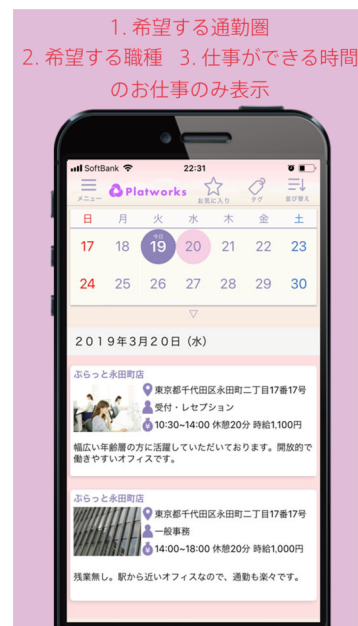 1. 希望する通勤圏
2. 希望する職種 3. 仕事ができる時間
のお仕事のみ表示
SoftBank 22:31
メニュー Platworks お気に入り タグ 並び替え
日 月 火 水 木 金 土
今日
17 18 19 20 21 22 23
24 25 26 27 28 29 30
▽
2019年3月20日（水）
ぷらっと永田町店
東京都千代田区永田町二丁目17番17号
受付・レセプション
¥ 10:30~14:00 休憩20分 時給1,100円
幅広い年齢層の方に活躍していただいております。開放的で
働きやすいオフィスです。
ぷらっと永田町店
東京都千代田区永田町二丁目17番17号
一般事務
¥ 14:00~18:00 休憩20分 時給1,000円
残業無し。駅から近いオフィスなので、通勤も楽々です。